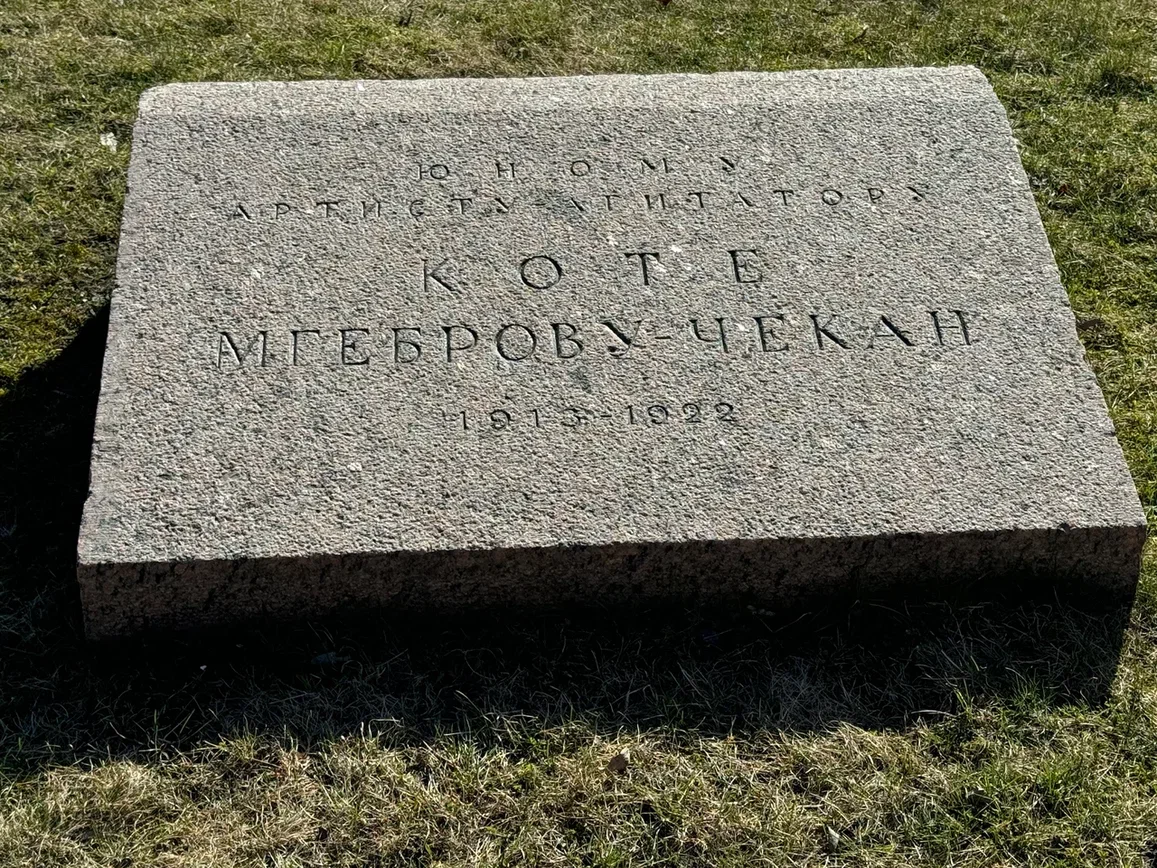 ЮНОМУ
АРТИСТУ-АГИТАТОРУ
КОТЕ
МГЕБРОВУ-ЧЕКАН
1913-1922